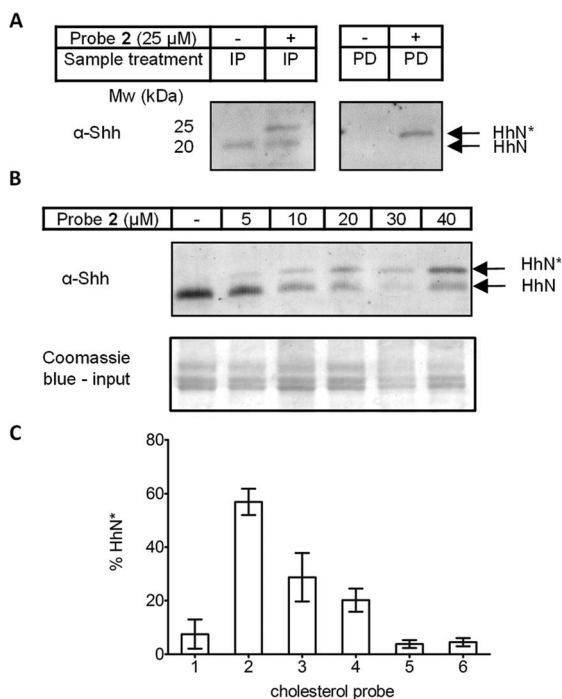 A
Probe 2 (25 µM) - + - +
Sample treatment IP IP PD PD
Mw (kDa)
α-Shh 25 HhN*
20 HhN
B
Probe 2 (µM) - 5 10 20 30 40
α-Shh HhN*
HhN
Coomassie
blue - input
C
80
60
40
20
0
% HhN*
1 2 3 4 5 6
cholesterol probe